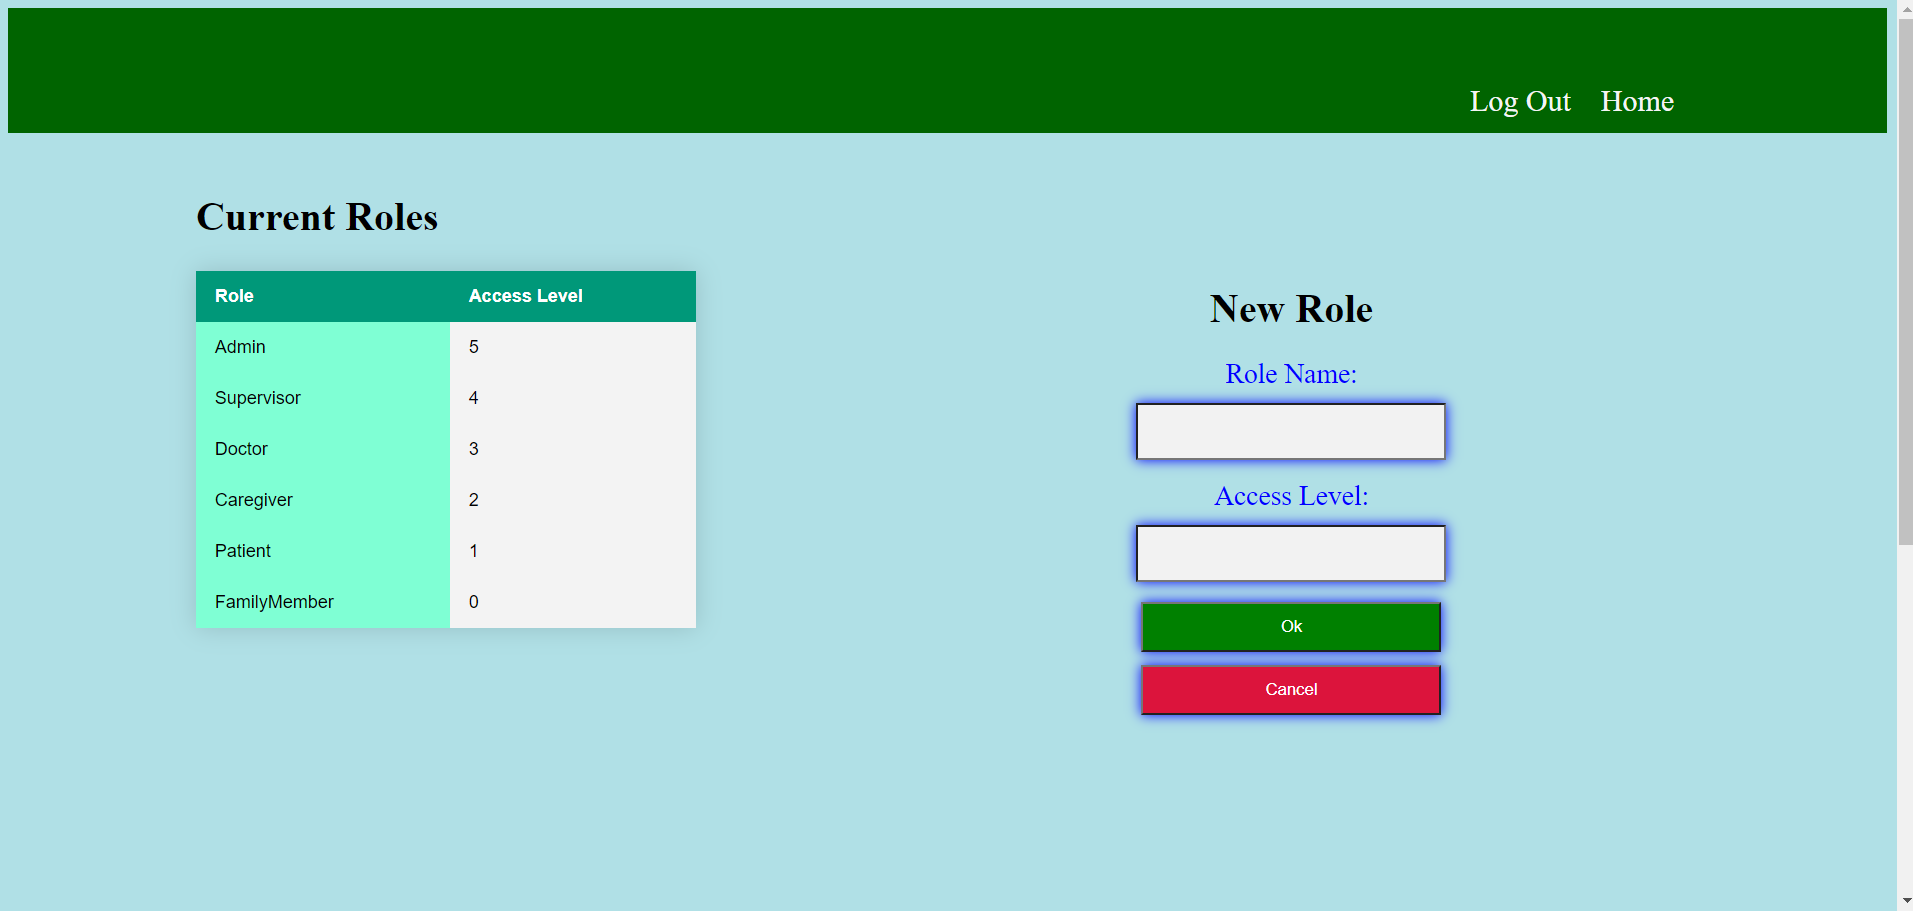 Log Out Home
Current Roles
Role Access Level
Admin 5
Supervisor 4
Doctor 3
Caregiver 2
Patient 1
FamilyMember 0
New Role
Role Name:
Access Level:
Ok
Cancel